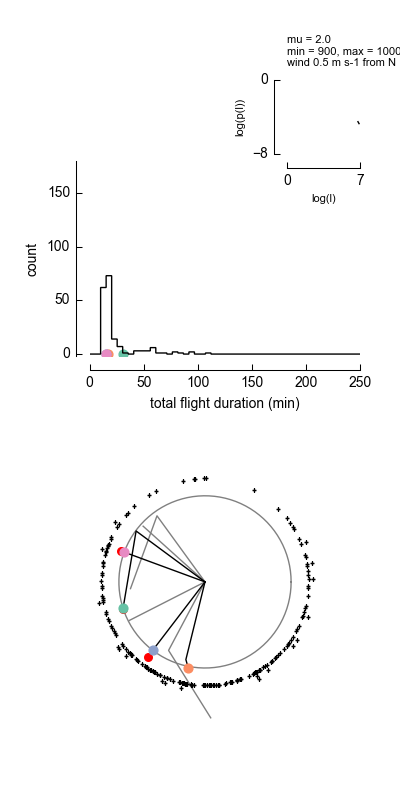 mu = 2.0
min = 900, max = 1000
wind 0.5 m s-1 from N
0
log(p(l))
−8
0
7
log(l)
150
100
50
0
count
0
50
100
150
200
250
total flight duration (min)